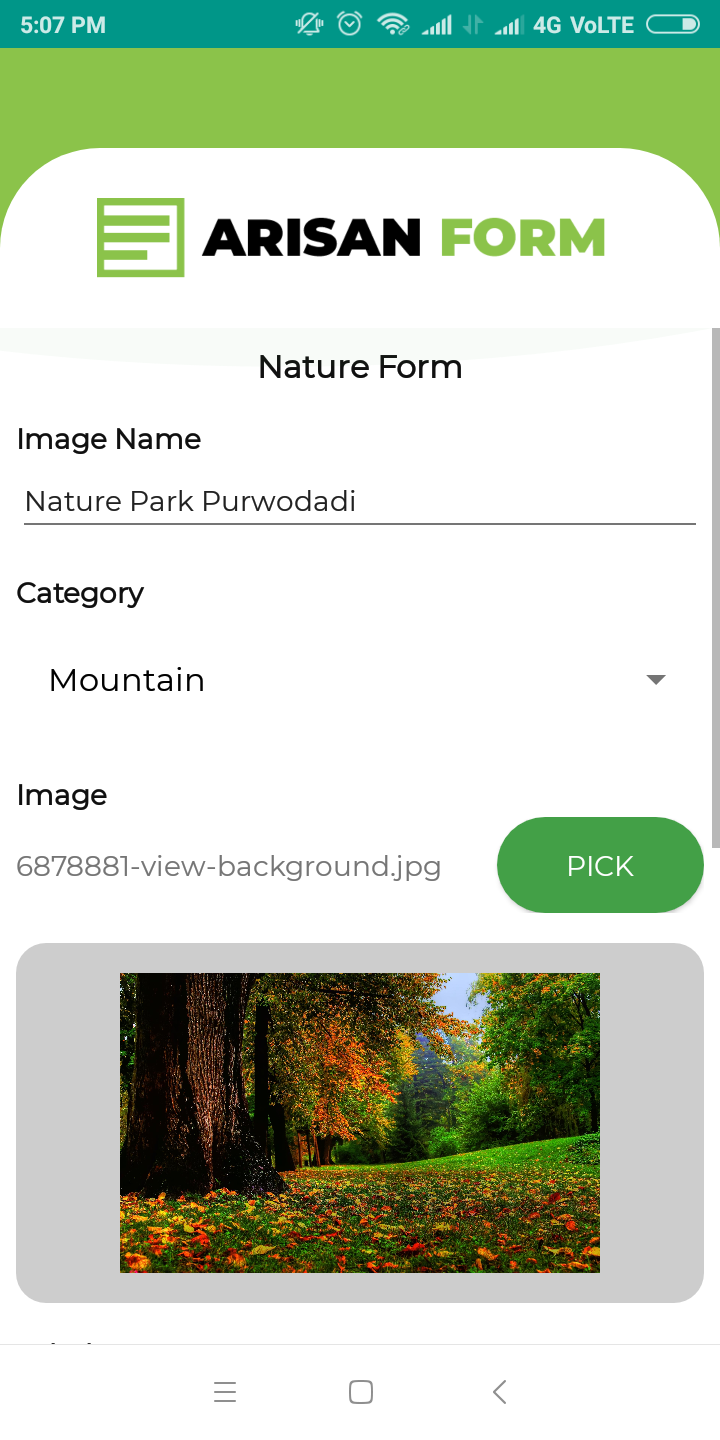 5:07 PM 4G VoLTE
ARISAN FORM
Nature Form
Image Name
Nature Park Purwodadi
Category
Mountain
Image
6878881-view-background.jpg PICK